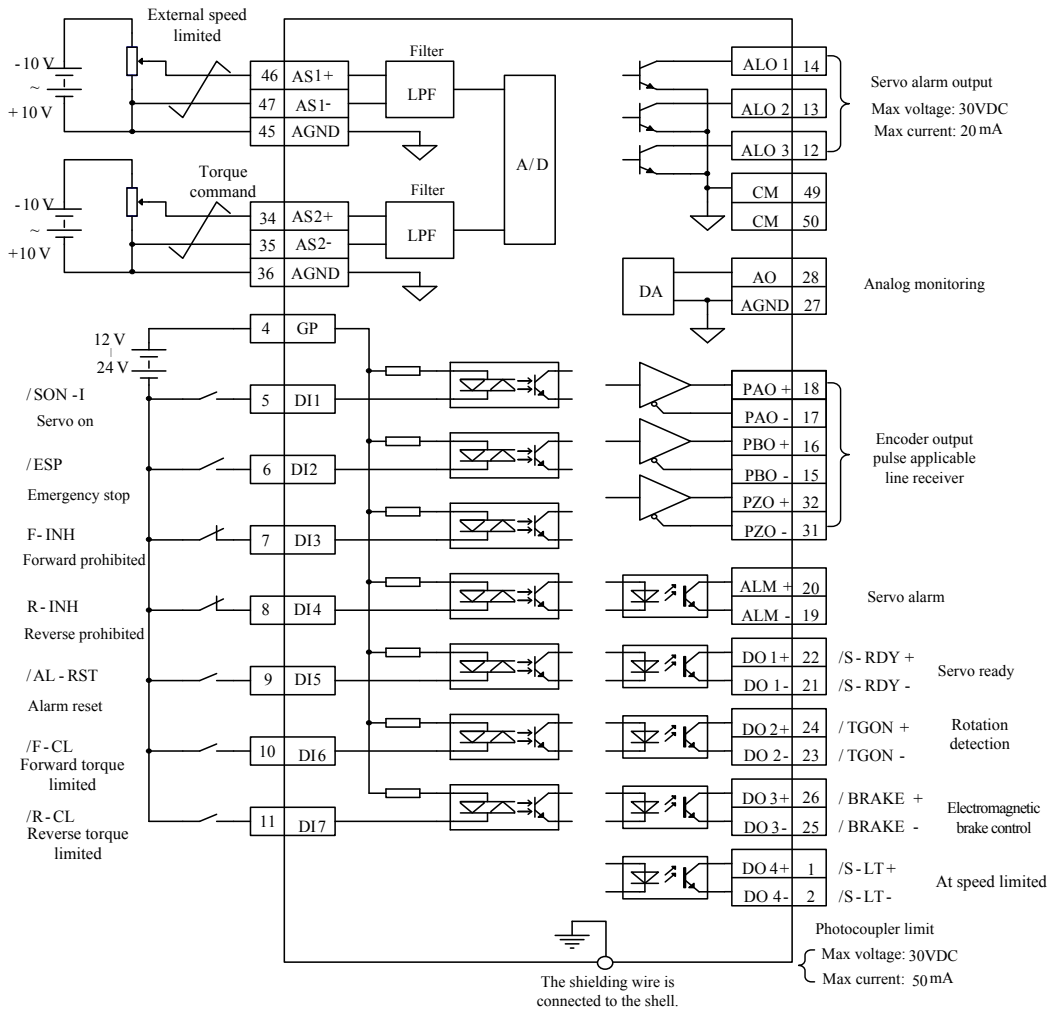 External speed
limited
-10 V
~
+10 V
46 AS1+
47 AS1-
45 AGND
Filter
LPF
A/D
Torque
command
-10 V
~
+10 V
34 AS2+
35 AS2-
36 AGND
Filter
LPF
4 GP
12 V
|
24 V
/SON -I
Servo on
5 DI1
/ESP
Emergency stop
6 DI2
F- INH
Forward prohibited
7 DI3
R- INH
Reverse prohibited
8 DI4
/AL - RST
Alarm reset
9 DI5
/F-CL
Forward torque
limited
10 DI6
/R-CL
Reverse torque
limited
11 DI7
ALO 1 14
ALO 2 13
ALO 3 12
CM 49
CM 50
Servo alarm output
Max voltage: 30VDC
Max current: 20 mA
DA
AO 28
AGND 27
Analog monitoring
PAO + 18
PAO - 17
PBO + 16
PBO - 15
PZO + 32
PZO - 31
Encoder output
pulse applicable
line receiver
ALM + 20
ALM - 19
Servo alarm
DO 1+ 22 /S - RDY +
DO 1- 21 /S - RDY -
Servo ready
DO 2+ 24 / TGON +
DO 2- 23 / TGON -
Rotation
detection
DO 3+ 26 / BRAKE +
DO 3- 25 / BRAKE -
Electromagnetic
brake control
DO 4+ 1 /S - LT +
DO 4- 2 /S - LT -
At speed limited
Photocoupler limit
Max voltage: 30VDC
Max current: 50 mA
The shielding wire is
connected to the shell.